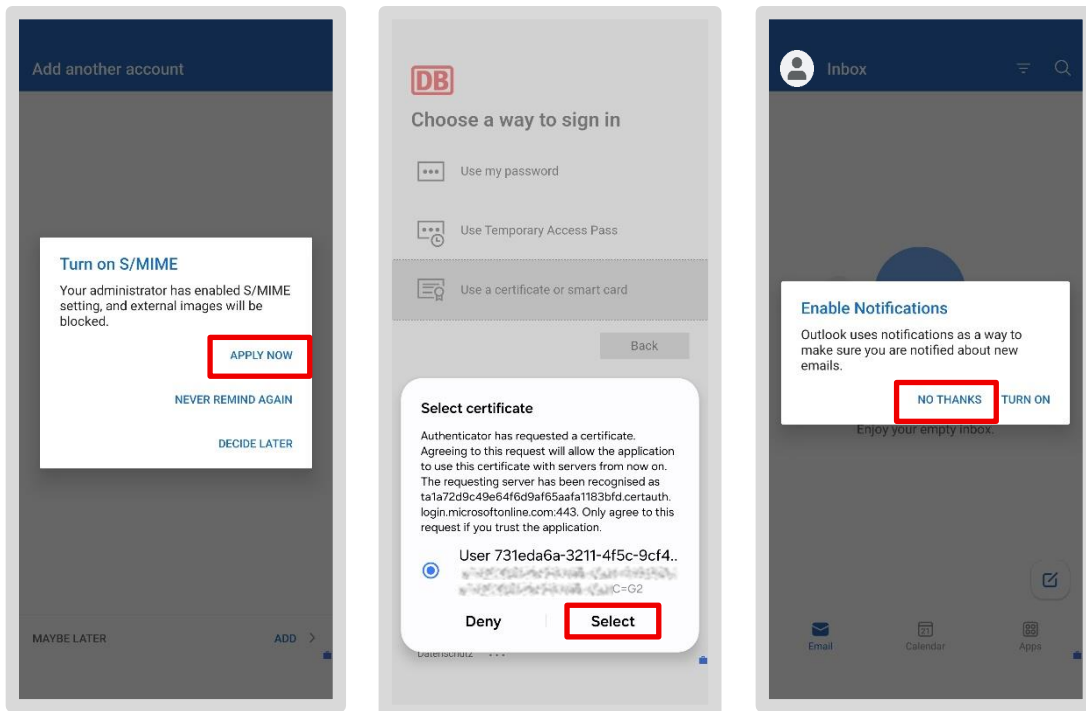 Add another account
Turn on S/MIME
Your administrator has enabled S/MIME
setting, and external images will be
blocked.
APPLY NOW
NEVER REMIND AGAIN
DECIDE LATER
MAYBE LATER
ADD >
DB
Choose a way to sign in
Use my password
Use Temporary Access Pass
Use a certificate or smart card
Back
Select certificate
Authenticator has requested a certificate.
Agreeing to this request will allow the application
to use this certificate with servers from now on.
The requesting server has been recognised as
ta1a72d9c49e64f6d9af65aafa1183bfd.certauth.
login.microsoftonline.com:443. Only agree to this
request if you trust the application.
User 731eda6a-3211-4f5c-9cf4..
C=G2
Deny
Select
Datenschutz ...
Inbox
Enable Notifications
Outlook uses notifications as a way to
make sure you are notified about new
emails.
NO THANKS TURN ON
Enjoy your empty inbox.
21
Email Calendar Apps